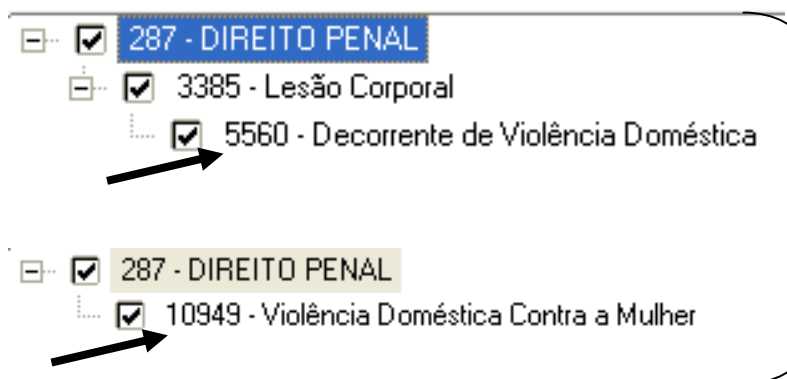 287 - DIREITO PENAL
3385 - Lesão Corporal
5560 - Decorrente de Violência Doméstica
287 - DIREITO PENAL
10949 - Violência Doméstica Contra a Mulher